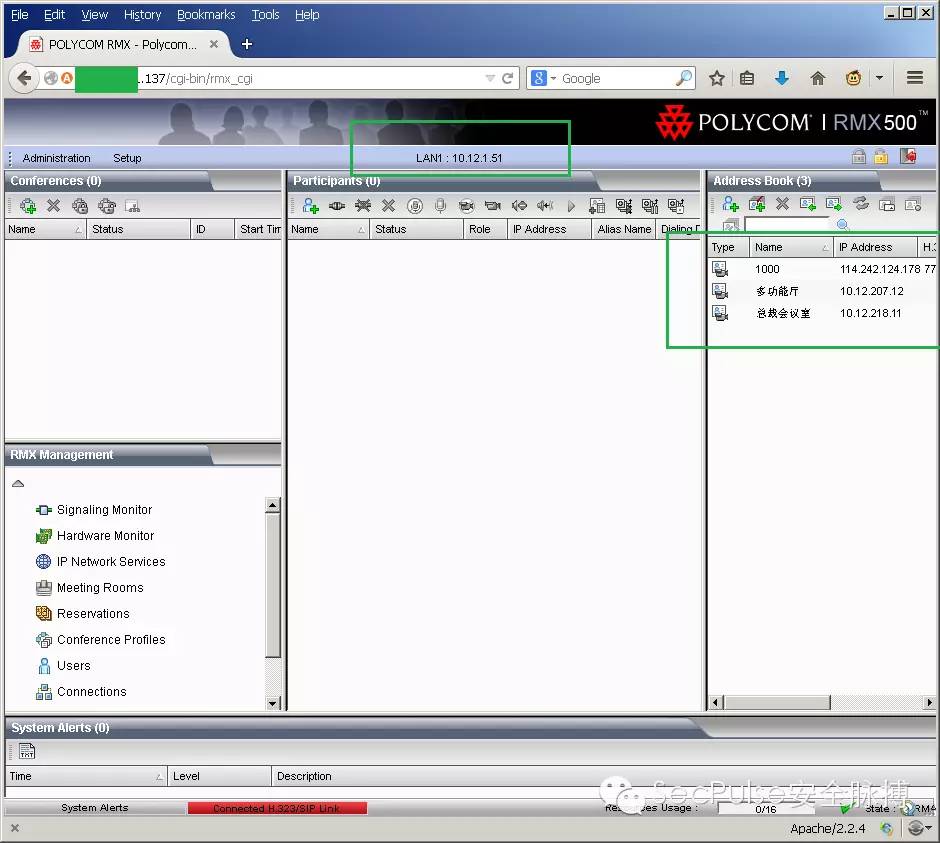 File Edit View History Bookmarks Tools Help
POLYCOM RMX - Polycom...
.137/cgi-bin/rmx_cgi
Google
POLYCOM | RMX500™
Administration Setup LAN1 : 10.12.1.51
Conferences (0)
Name Status ID Start Tim
Participants (0)
Name Status Role IP Address Alias Name Dialing D
Address Book (3)
Type Name IP Address H.3
1000 114.242.124.178 77
多功能厅 10.12.207.12
总裁会议室 10.12.218.11
RMX Management
Signaling Monitor
Hardware Monitor
IP Network Services
Meeting Rooms
Reservations
Conference Profiles
Users
Connections
System Alerts (0)
Time Level Description
System Alerts Connected H.323/SIP Link Resources Usage : 0/16 State :
SecPulse安全脉搏
Apache/2.2.4